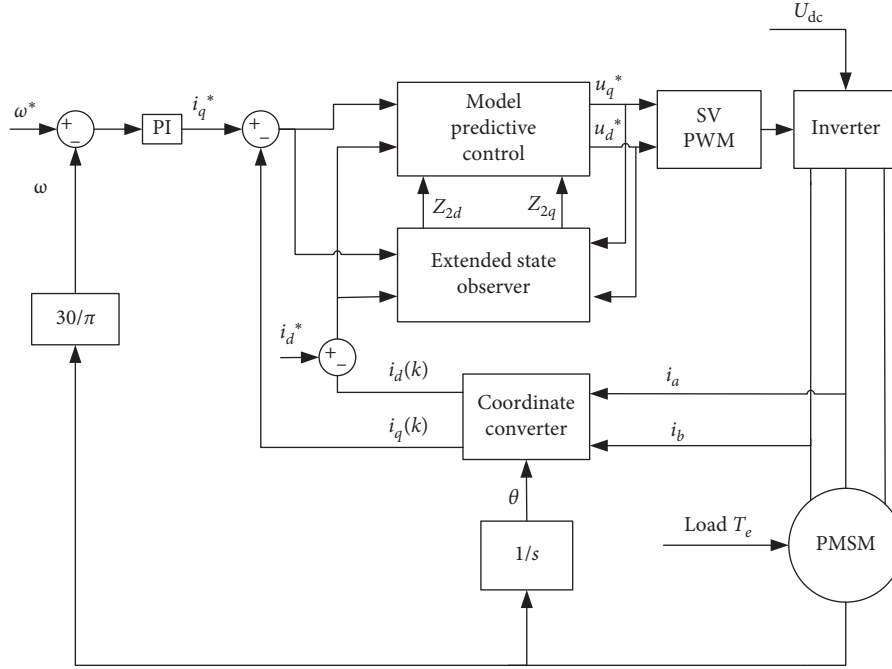 U_dc
ω*
+
−
PI
i_q*
+
−
Model
predictive
control
u_q*
u_d*
SV
PWM
Inverter
ω
Z_2d
Z_2q
Extended state
observer
30/π
i_d*
+
−
i_d(k)
i_q(k)
Coordinate
converter
i_a
i_b
θ
1/s
Load T_e
PMSM